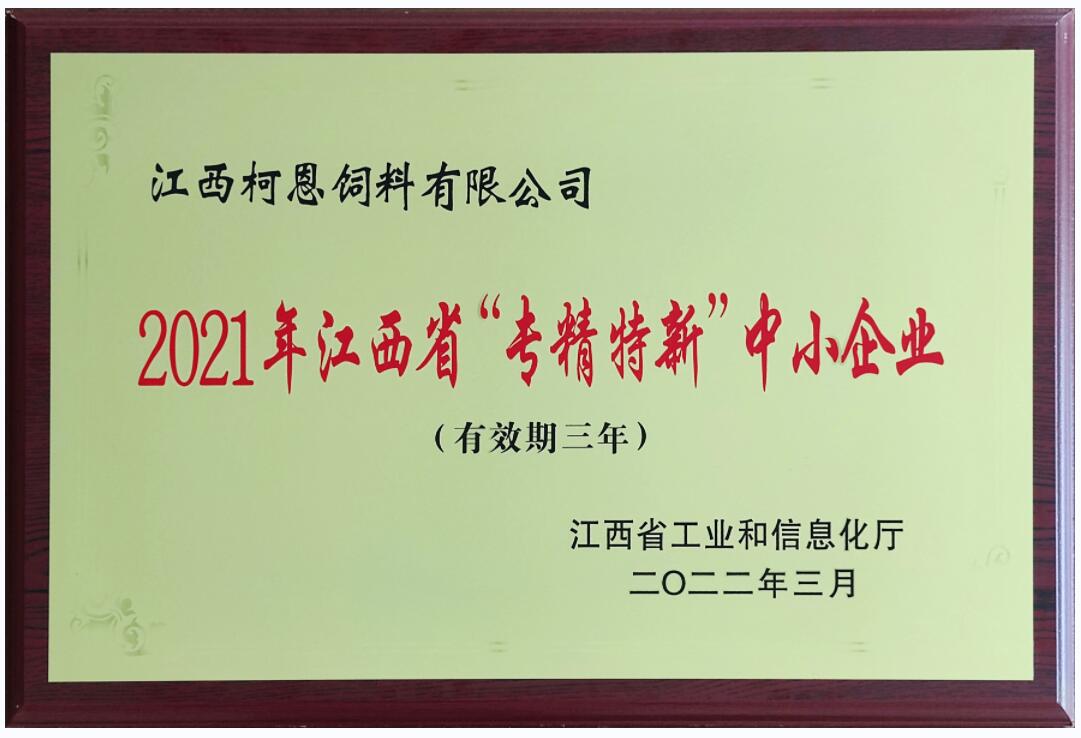 江西柯恩饲料有限公司
2021年江西省“专精特新”中小企业
（有效期三年）
江西省工业和信息化厅
二〇二二年三月